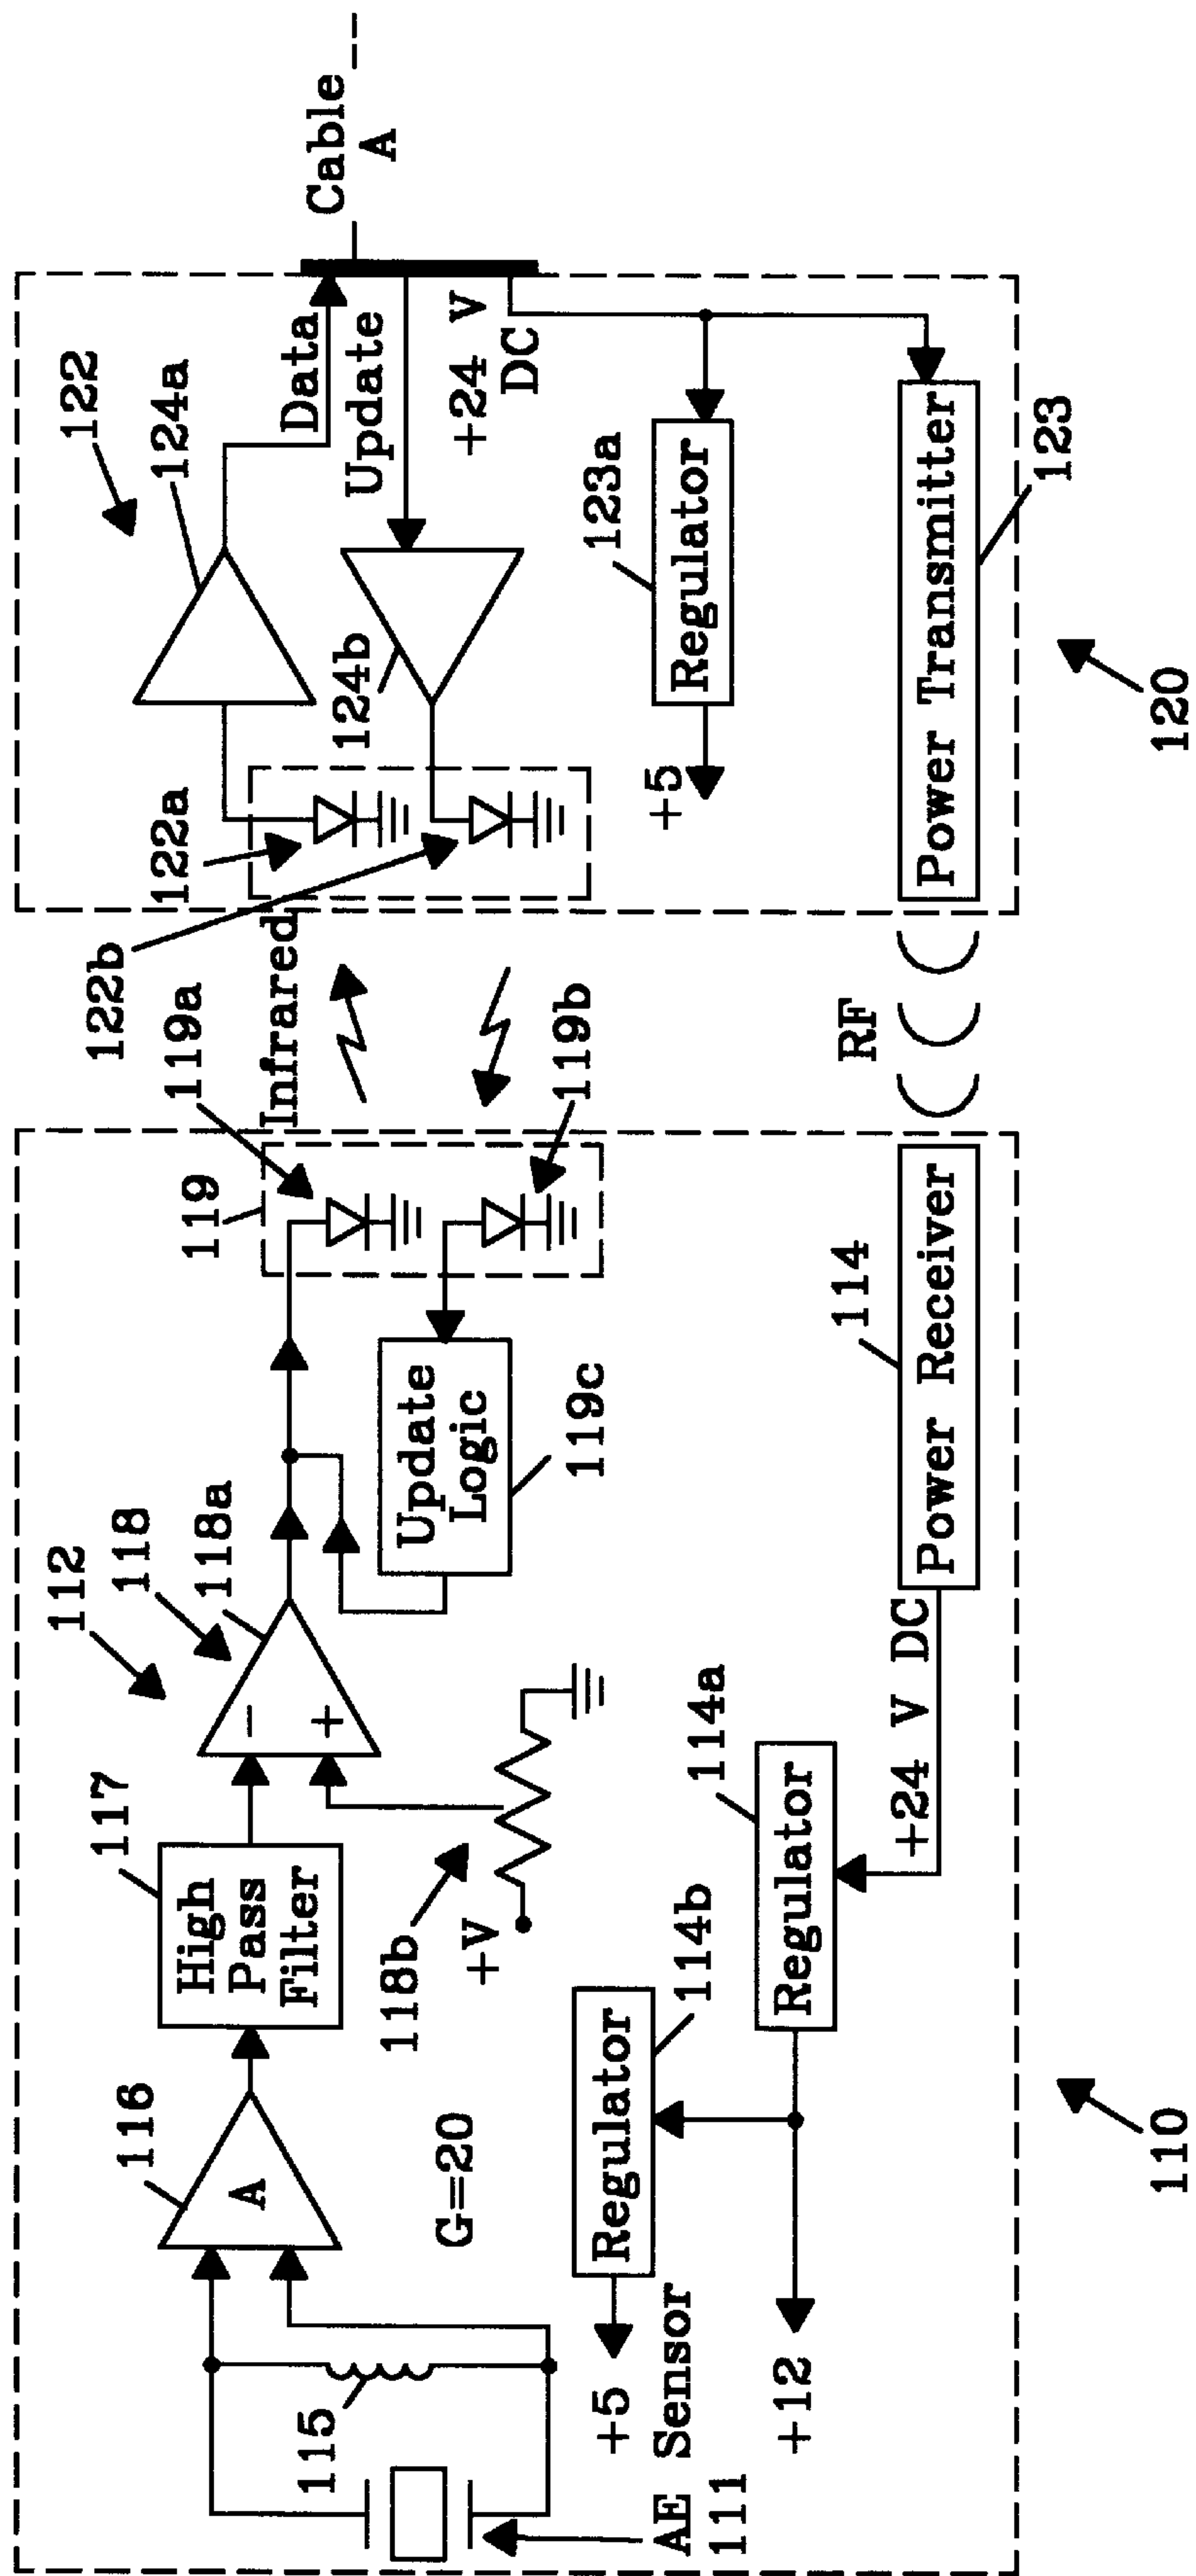 112
118
118a
117
High
Pass
Filter
116
A
G=20
115
AE Sensor
111
118b
+V
−
+
Update
Logic
119c
119
119a
119b
Infrared
122b
122a
122
124a
124b
Data
Update
+24 V
DC
Cable
A
Regulator
123a
+5
Power Transmitter
123
120
RF
Power Receiver
114
+24 V DC
Regulator
114a
Regulator
114b
+5
+12
110